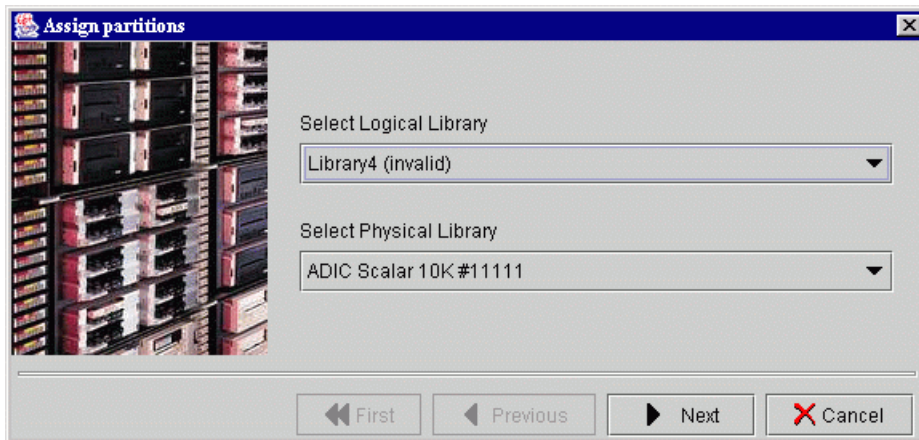 Assign partitions
Select Logical Library
Library4 (invalid)
Select Physical Library
ADIC Scalar 10K #11111
First
Previous
Next
Cancel